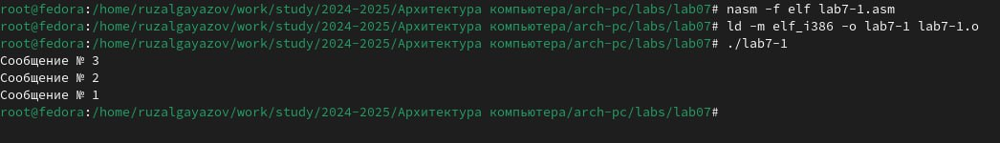 root@fedora:/home/ruzalgayazov/work/study/2024-2025/Архитектура компьютера/arch-pc/labs/lab07# nasm -f elf lab7-1.asm
root@fedora:/home/ruzalgayazov/work/study/2024-2025/Архитектура компьютера/arch-pc/labs/lab07# ld -m elf_i386 -o lab7-1 lab7-1.o
root@fedora:/home/ruzalgayazov/work/study/2024-2025/Архитектура компьютера/arch-pc/labs/lab07# ./lab7-1
Сообщение № 3
Сообщение № 2
Сообщение № 1
root@fedora:/home/ruzalgayazov/work/study/2024-2025/Архитектура компьютера/arch-pc/labs/lab07#